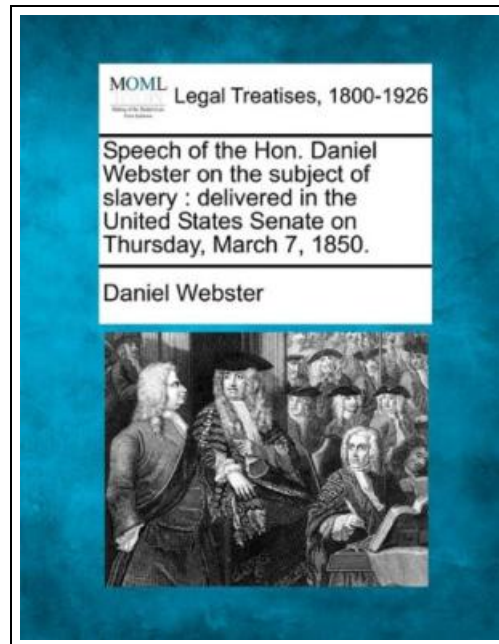 MOML
Legal Treatises, 1800-1926
Speech of the Hon. Daniel
Webster on the subject of
slavery : delivered in the
United States Senate on
Thursday, March 7, 1850.
Daniel Webster